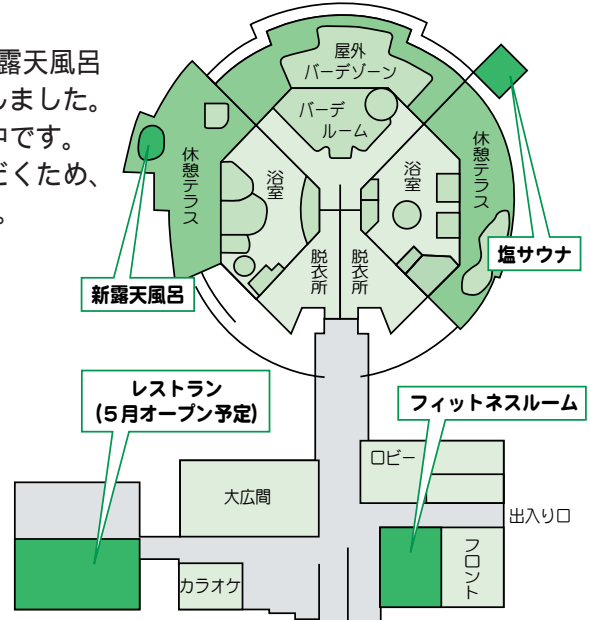 露天風呂
しました。
中です。
だくため、
。
屋外
バーデゾーン
バーデ
ルーム
休憩テラス
浴室
浴室
休憩テラス
脱衣所
脱衣所
塩サウナ
新露天風呂
レストラン
(5月オープン予定)
フィットネスルーム
ロビー
大広間
出入り口
フロント
カラオケ